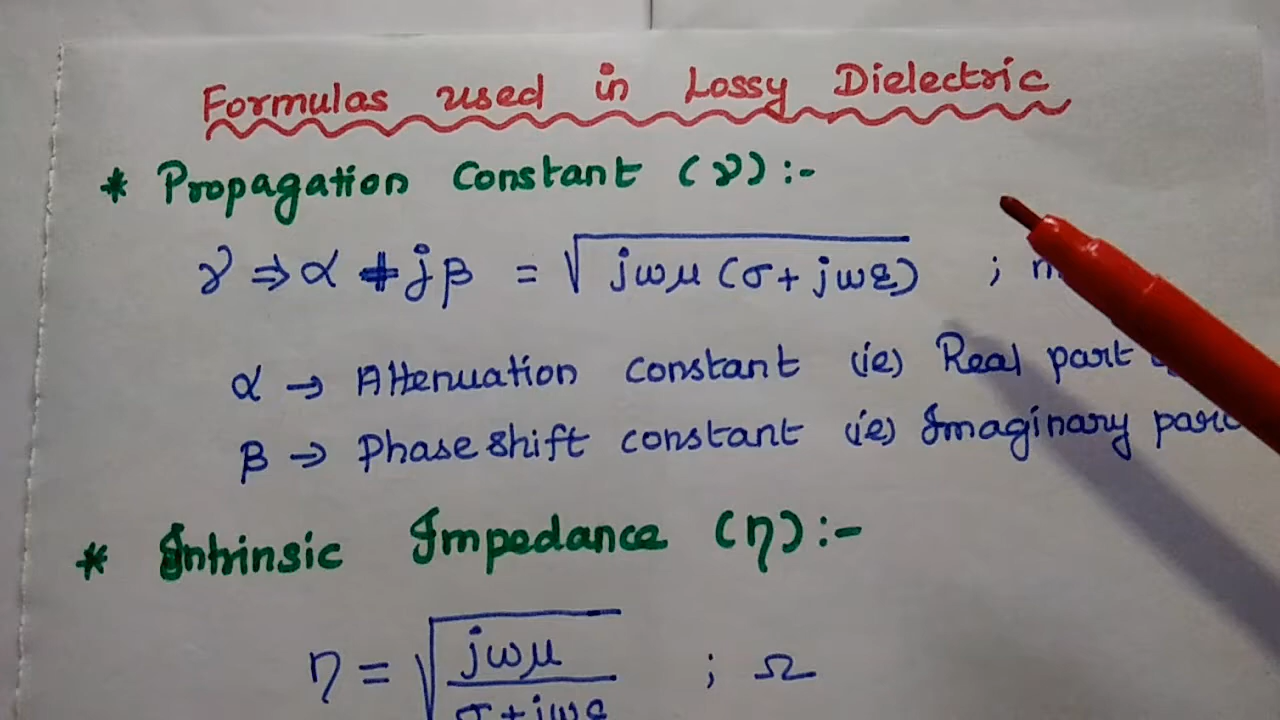 Formulas used in Lossy Dielectric
* Propagation Constant (γ) :-
γ ⇒ α + jβ = √jωμ(σ+jωε) ;
α → Attenuation constant (ie) Real part
β → Phase shift constant (ie) Imaginary part
* Intrinsic Impedance (η) :-
η = √jωμ ; Ω
σ+jωε